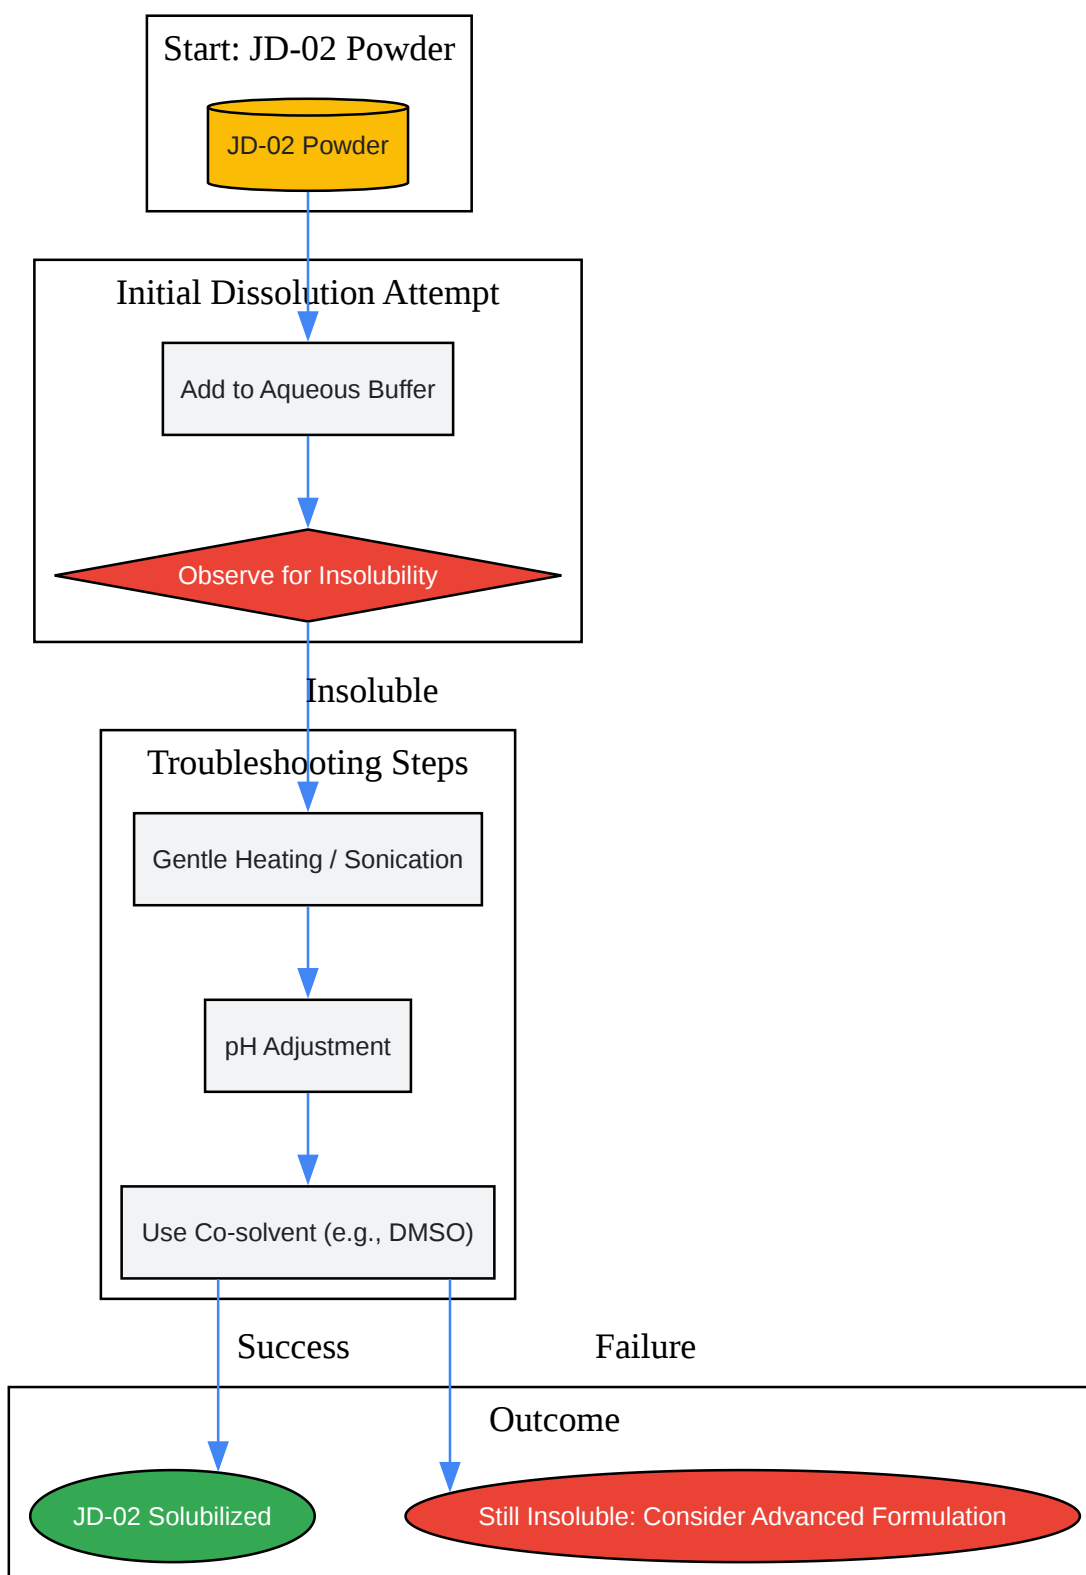 Start: JD-02 Powder
JD-02 Powder
Initial Dissolution Attempt
Add to Aqueous Buffer
Observe for Insolubility
Insoluble
Troubleshooting Steps
Gentle Heating / Sonication
pH Adjustment
Use Co-solvent (e.g., DMSO)
Success
Failure
Outcome
JD-02 Solubilized
Still Insoluble: Consider Advanced Formulation